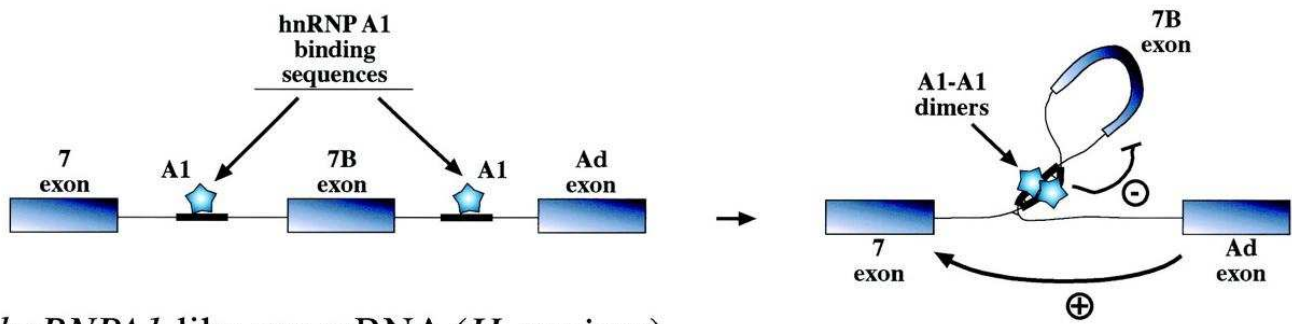 hnRNP A1
binding
sequences
7
exon
A1
7B
exon
A1
Ad
exon
7B
exon
A1-A1
dimers
-
7
exon
Ad
exon
+
RNPA1